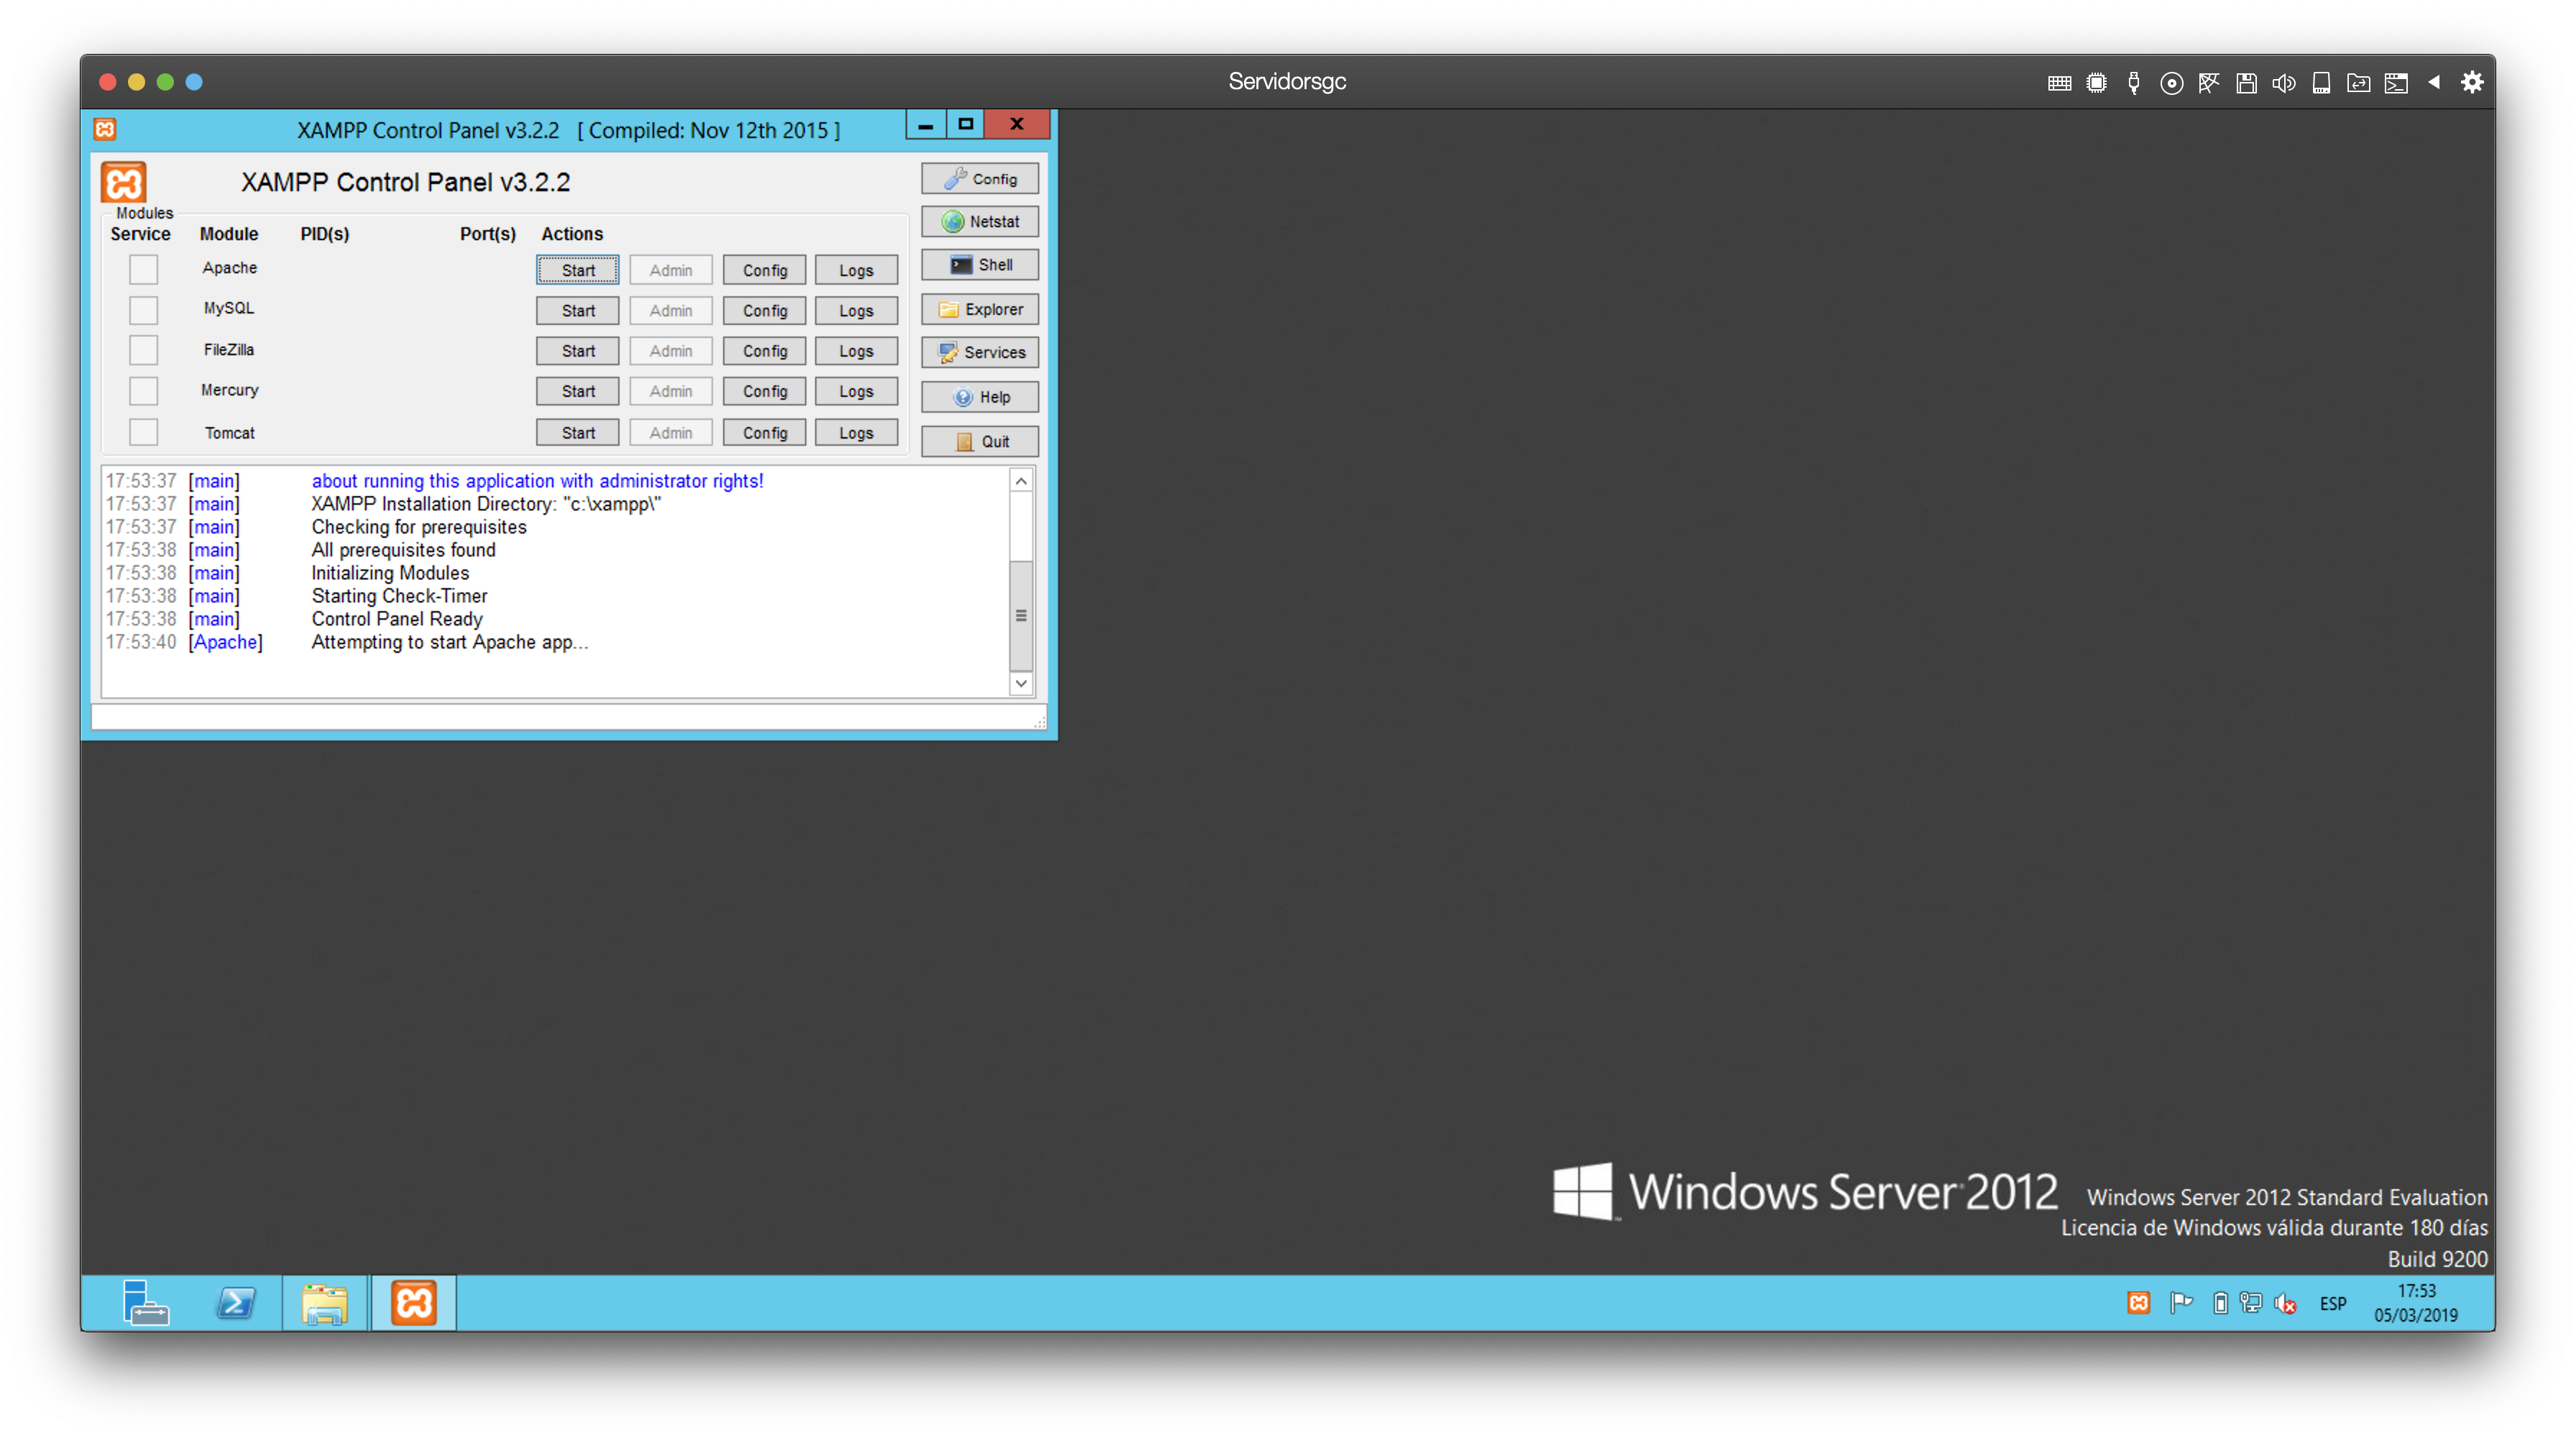 Servidorsgc
XAMPP Control Panel v3.2.2 [ Compiled: Nov 12th 2015 ]
XAMPP Control Panel v3.2.2
Config
Netstat
Shell
Explorer
Services
Help
Quit
Modules
Service Module PID(s) Port(s) Actions
Apache Start Admin Config Logs
MySQL Start Admin Config Logs
FileZilla Start Admin Config Logs
Mercury Start Admin Config Logs
Tomcat Start Admin Config Logs
17:53:37 [main] about running this application with administrator rights!
17:53:37 [main] XAMPP Installation Directory: "c:\xampp\"
17:53:37 [main] Checking for prerequisites
17:53:38 [main] All prerequisites found
17:53:38 [main] Initializing Modules
17:53:38 [main] Starting Check-Timer
17:53:38 [main] Control Panel Ready
17:53:40 [Apache] Attempting to start Apache app...
Windows Server 2012
Windows Server 2012 Standard Evaluation
Licencia de Windows válida durante 180 días
Build 9200
ESP
17:53
05/03/2019